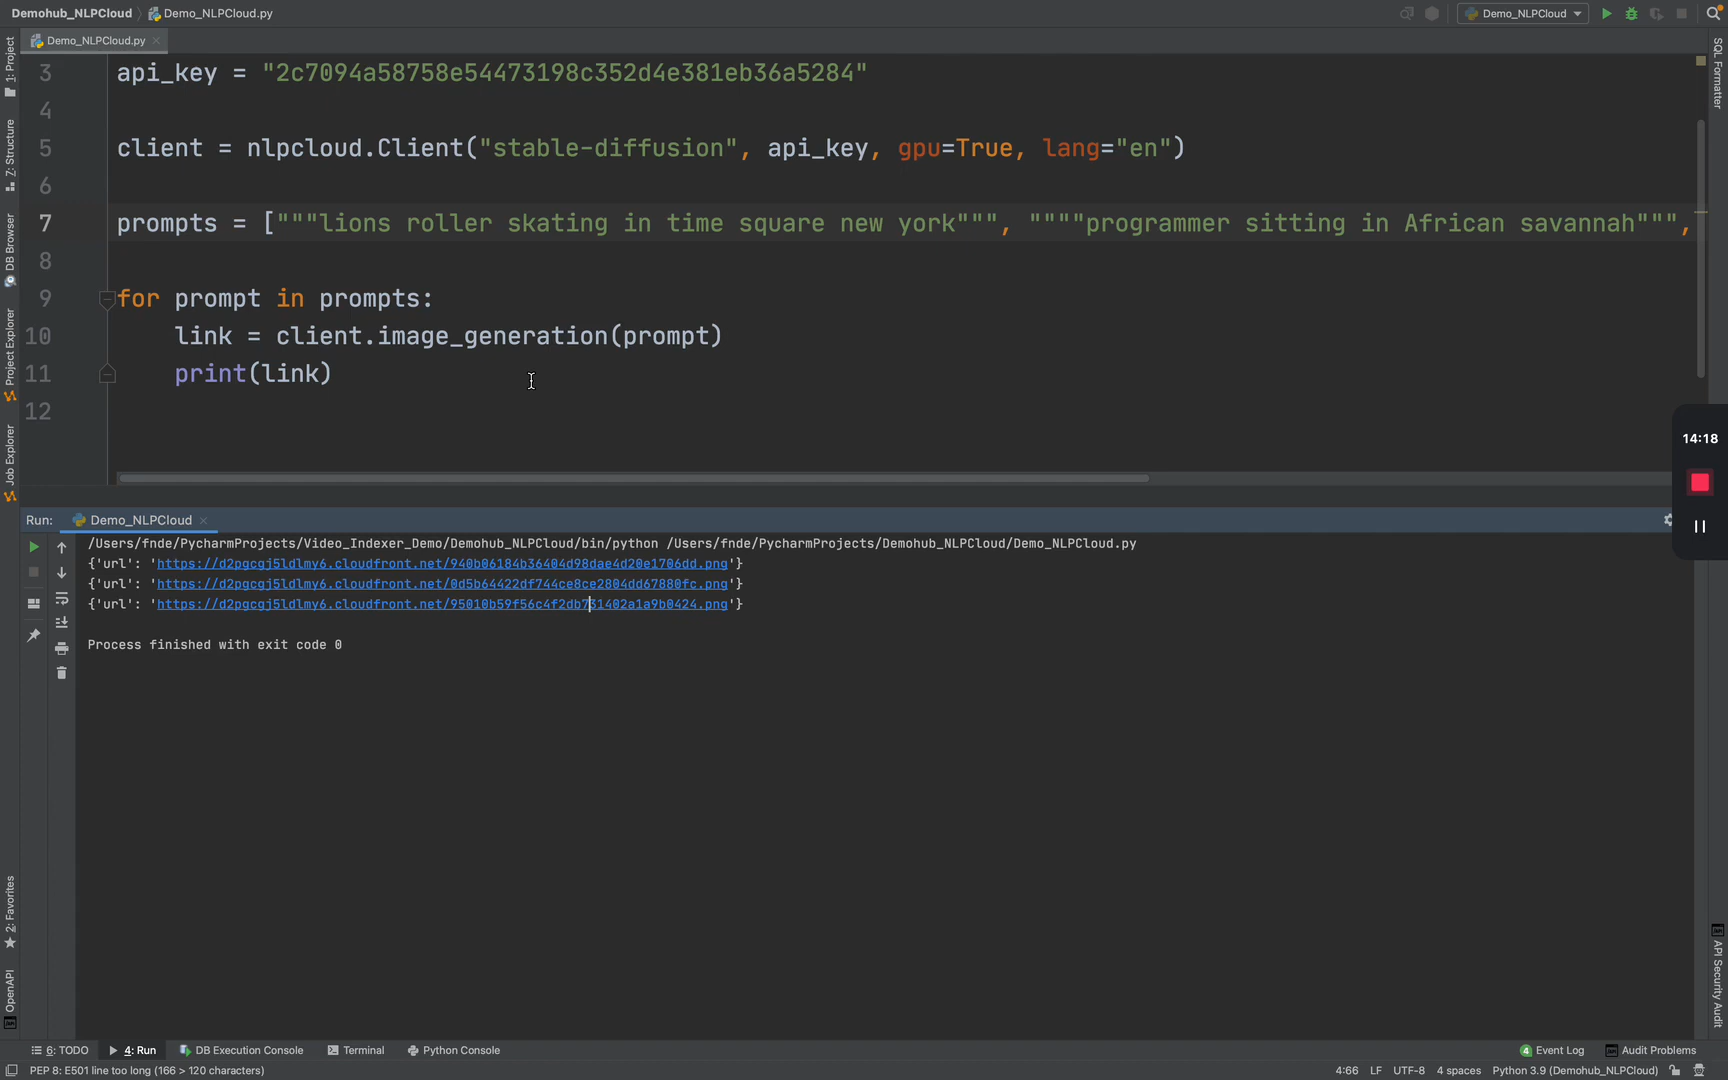 Demohub_NLPCloud
Demo_NLPCloud.py
Demo_NLPCloud
Demo_NLPCloud.py
1: Project
Z: Structure
DB Browser
Project Explorer
Job Explorer
2: Favorites
OpenAPI
SQL Formatter
API Security Audit
3 api_key = "2c7094a58758e54473198c352d4e381eb36a5284"
4
5 client = nlpcloud.Client("stable-diffusion", api_key, gpu=True, lang="en")
6
7 prompts = ["""lions roller skating in time square new york""", """"programmer sitting in African savannah""",
8
9 for prompt in prompts:
10 link = client.image_generation(prompt)
11 print(link)
12
14:18
Run: Demo_NLPCloud
/Users/fnde/PycharmProjects/Video_Indexer_Demo/Demohub_NLPCloud/bin/python /Users/fnde/PycharmProjects/Demohub_NLPCloud/Demo_NLPCloud.py
{'url': 'https://d2pgcgj5ldlmy6.cloudfront.net/940b06184b36404d98dae4d20e1706dd.png'}
{'url': 'https://d2pgcgj5ldlmy6.cloudfront.net/0d5b64422df744ce8ce2804dd67880fc.png'}
{'url': 'https://d2pgcgj5ldlmy6.cloudfront.net/95010b59f56c4f2db731402a1a9b0424.png'}
Process finished with exit code 0
6: TODO 4: Run DB Execution Console Terminal Python Console 4 Event Log Audit Problems
PEP 8: E501 line too long (166 > 120 characters) 4:66 LF UTF-8 4 spaces Python 3.9 (Demohub_NLPCloud)